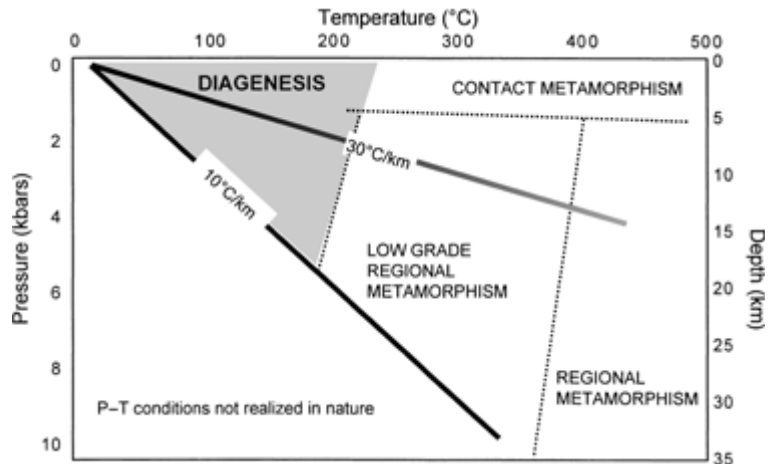 Temperature (°C)
0 100 200 300 400 500
0 DIAGENESIS 0
CONTACT METAMORPHISM
5
2
30°C/km
10°C/km
10
4
15
LOW GRADE
REGIONAL
METAMORPHISM
Pressure (kbars)
Depth (km)
6
20
8
25
REGIONAL
METAMORPHISM
P–T conditions not realized in nature
30
10
35